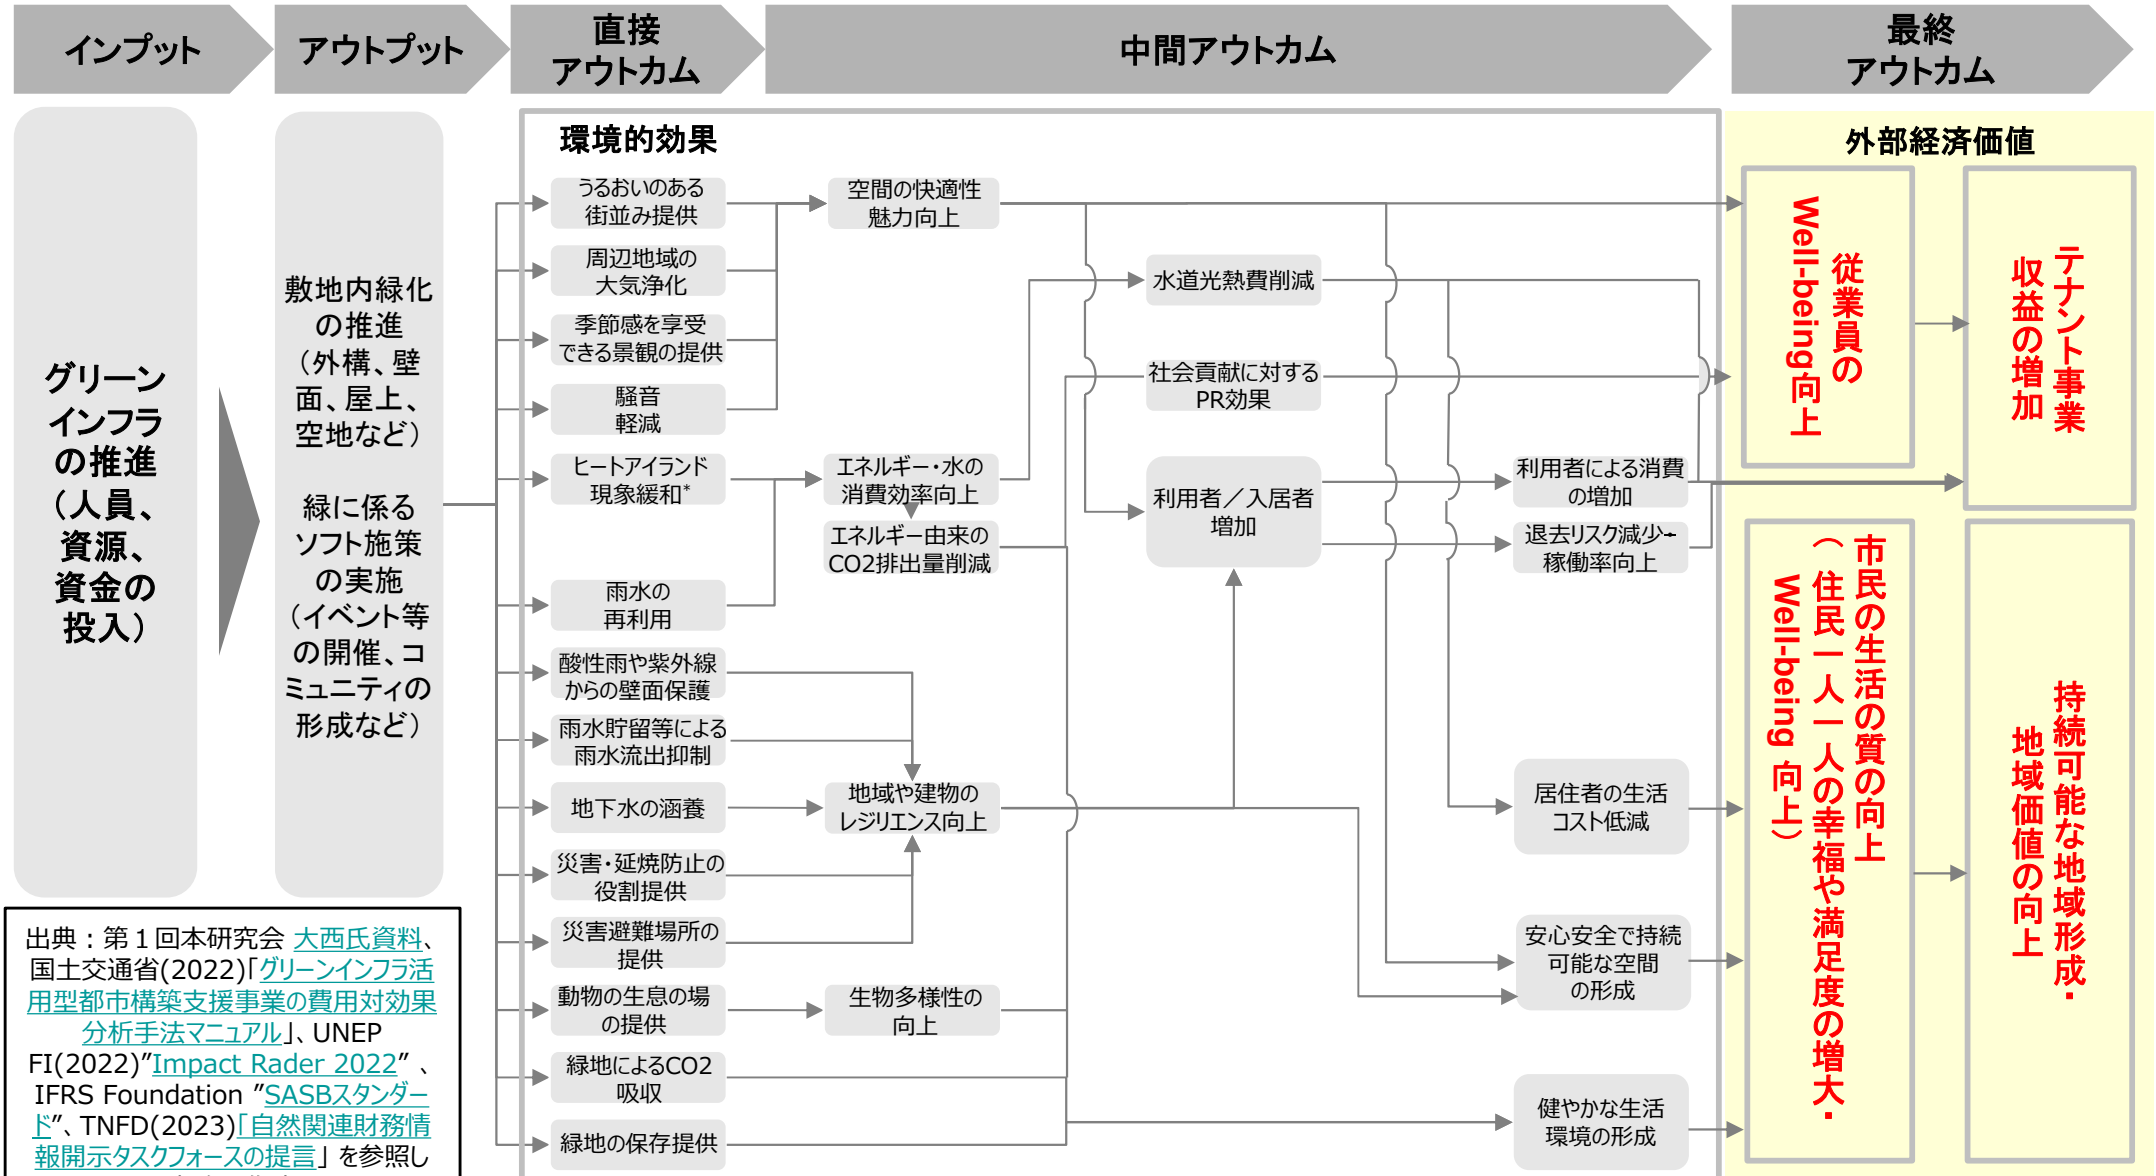 インプット
アウトプット
直接
アウトカム
中間アウトカム
最終
アウトカム
グリーン
インフラ
の推進
（人員、
資源、
資金の
投入）
敷地内緑化
の推進
（外構、壁
面、屋上、
空地など）
緑に係る
ソフト施策
の実施
（イベント等
の開催、コ
ミュニティの
形成など）
環境的効果
うるおいのある
街並み提供
周辺地域の
大気浄化
季節感を享受
できる景観の提供
騒音
軽減
ヒートアイランド
現象緩和*
雨水の
再利用
酸性雨や紫外線
からの壁面保護
雨水貯留等による
雨水流出抑制
地下水の涵養
災害・延焼防止の
役割提供
災害避難場所の
提供
動物の生息の場
の提供
緑地によるCO2
吸収
緑地の保存提供
空間の快適性
魅力向上
エネルギー・水の
消費効率向上
エネルギー由来の
CO2排出量削減
地域や建物の
レジリエンス向上
生物多様性の
向上
水道光熱費削減
社会貢献に対する
PR効果
利用者／入居者
増加
利用者による消費
の増加
退去リスク減少・
稼働率向上
居住者の生活
コスト低減
安心安全で持続
可能な空間
の形成
健やかな生活
環境の形成
外部経済価値
従業員の
Well-being向上
テナント事業
収益の増加
市民の生活の質の向上
（住民一人一人の幸福や満足度の増大・
Well-being 向上）
持続可能な地域形成・
地域価値の向上
出典：第１回本研究会 大西氏資料、
国土交通省(2022)「グリーンインフラ活
用型都市構築支援事業の費用対効果
分析手法マニュアル」、UNEP
FI(2022)”Impact Rader 2022” 、
IFRS Foundation ”SASBスタンダー
ド”、TNFD(2023)「自然関連財務情
報開示タスクフォースの提言」 を参照し